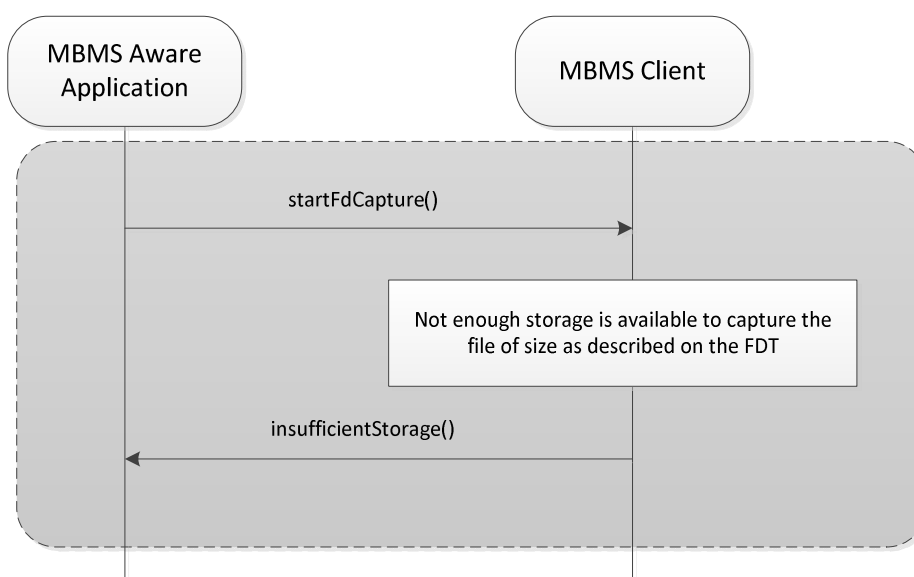 MBMS Aware
Application
MBMS Client
startFdCapture()
Not enough storage is available to capture the
file of size as described on the FDT
insufficientStorage()